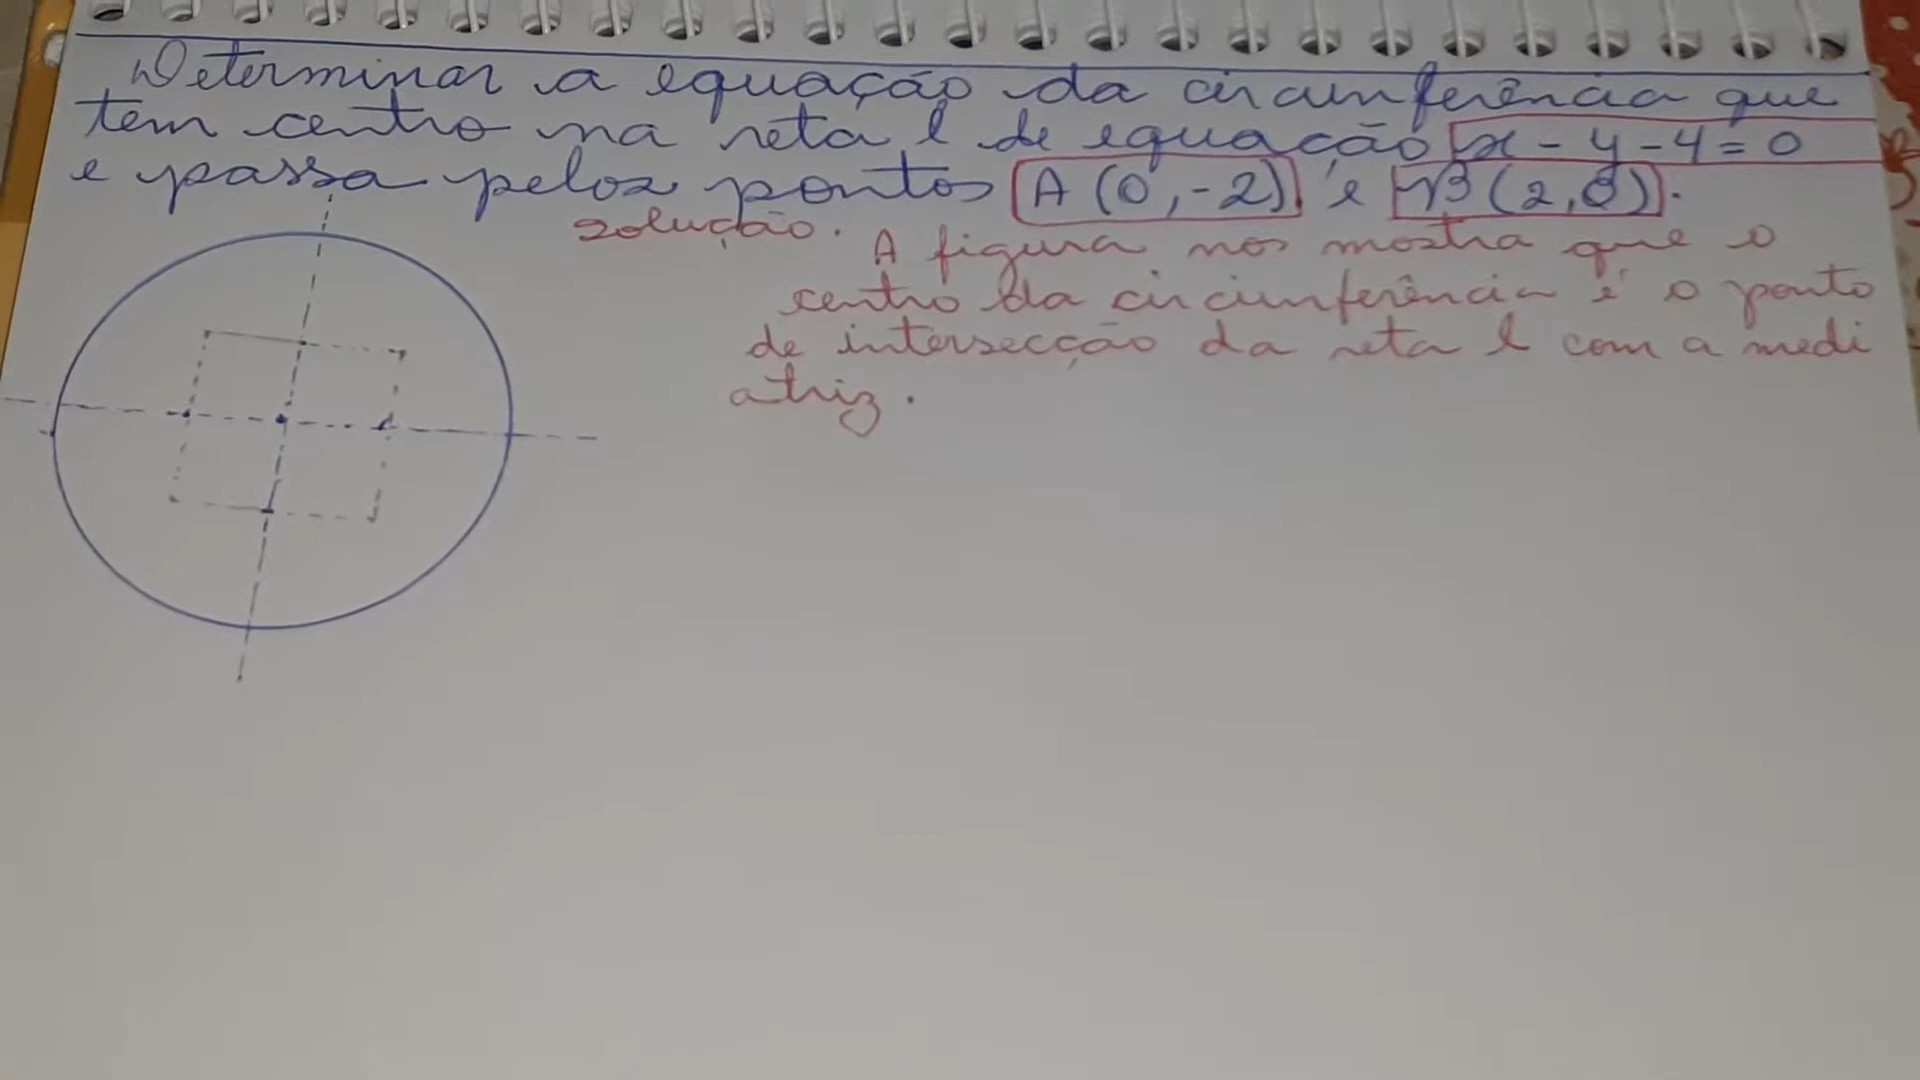 Determinar a equação da circunferência que
tem centro na reta l de equação x - y - 4 = 0
e passa pelos pontos A (0, -2) e B (2, 0).
solução. A figura nos mostra que o
centro da circunferência é o ponto
de intersecção da reta l com a medi
atriz.